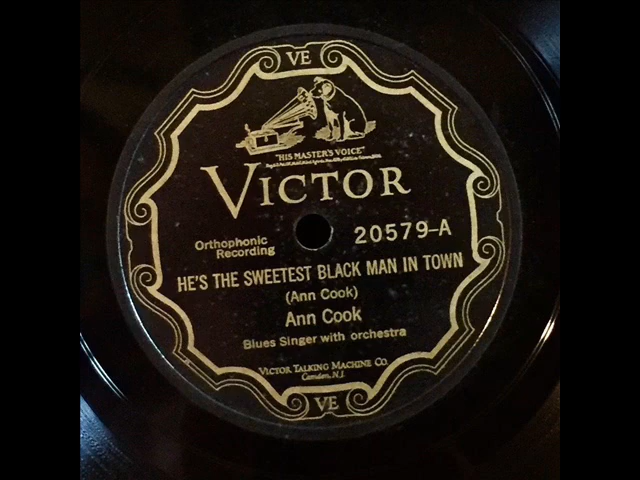 VE
"HIS MASTER'S VOICE"
VICTOR
20579-A
Orthophonic
Recording
HE'S THE SWEETEST BLACK MAN IN TOWN
(Ann Cook)
Ann Cook
Blues Singer with orchestra
VICTOR TALKING MACHINE CO.
Camden, N.J.
VE